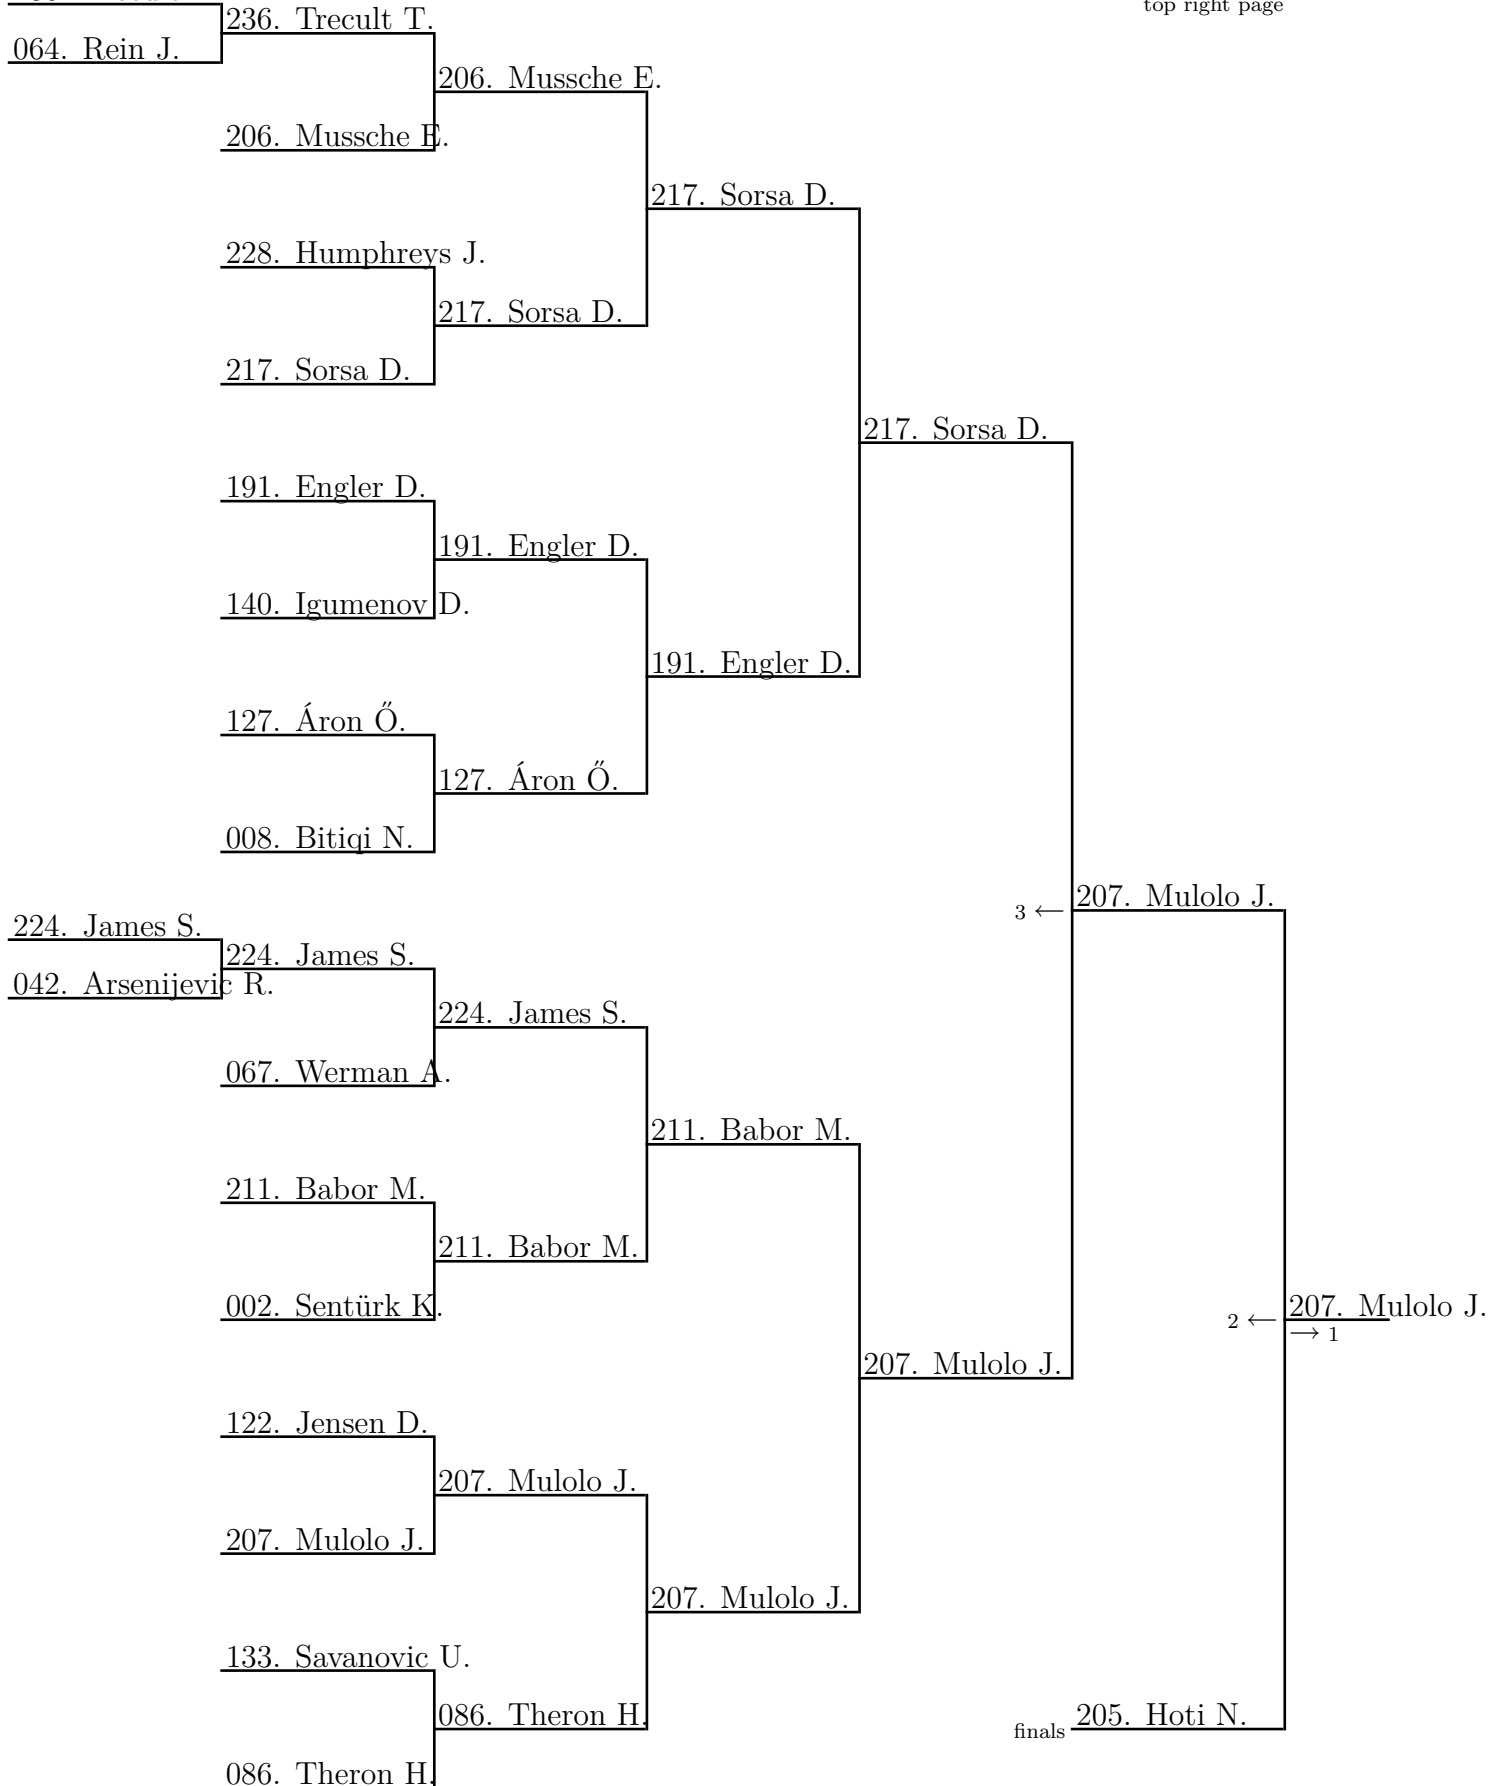 top right page
236. Trecult T.
064. Rein J.
206. Mussche E.
206. Mussche E.
217. Sorsa D.
228. Humphreys J.
217. Sorsa D.
217. Sorsa D.
217. Sorsa D.
191. Engler D.
191. Engler D.
140. Igumenov D.
191. Engler D.
127. Áron Ő.
127. Áron Ő.
008. Bitiqi N.
207. Mulolo J.
3 ←
224. James S.
224. James S.
042. Arsenijevic R.
224. James S.
067. Werman A.
211. Babor M.
211. Babor M.
211. Babor M.
002. Sentürk K.
207. Mulolo J.
2 ←
→ 1
207. Mulolo J.
122. Jensen D.
207. Mulolo J.
207. Mulolo J.
207. Mulolo J.
133. Savanovic U.
086. Theron H.
finals 205. Hoti N.
086. Theron H.